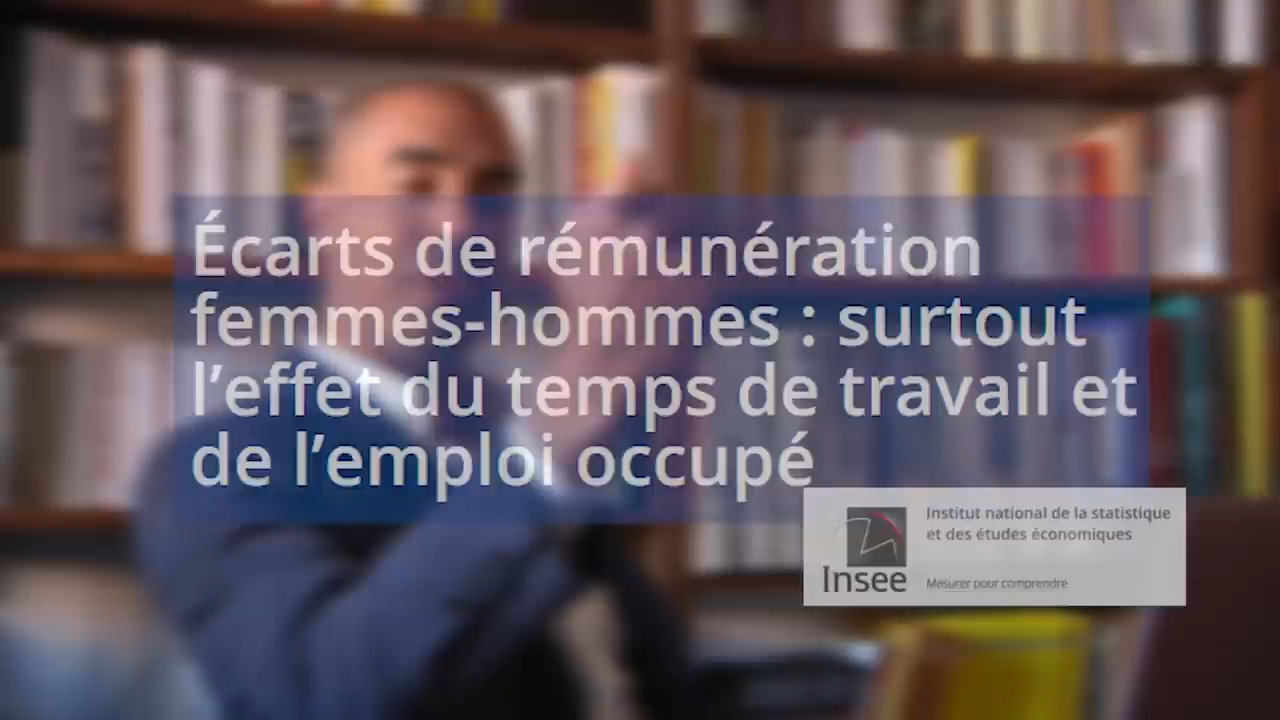 Écarts de rémunération
femmes-hommes : surtout
l’effet du temps de travail et
de l’emploi occupé
Institut national de la statistique
et des études économiques
Insee
Mesurer pour comprendre